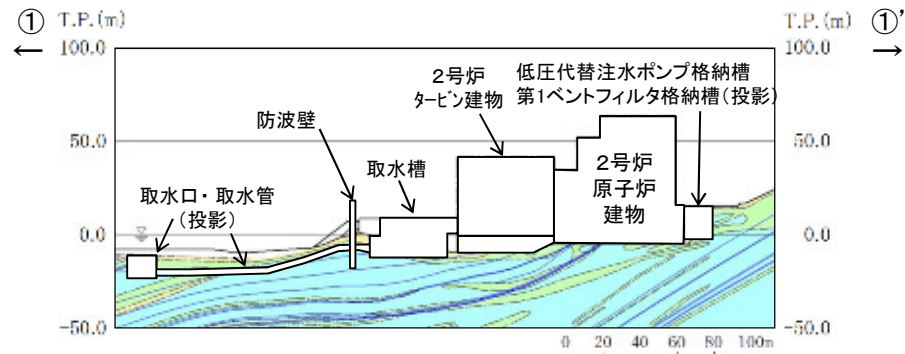 ① T.P.(m)
T.P.(m) ①’
← 100.0
100.0 →
低圧代替注水ポンプ格納槽
第1ベントフィルタ格納槽(投影)
2号炉
タービン建物
防波壁
50.0
50.0
取水槽
2号炉
原子炉
建物
取水口・取水管
(投影)
0.0
0.0
-50.0
-50.0
0 20 40 60 80 100m